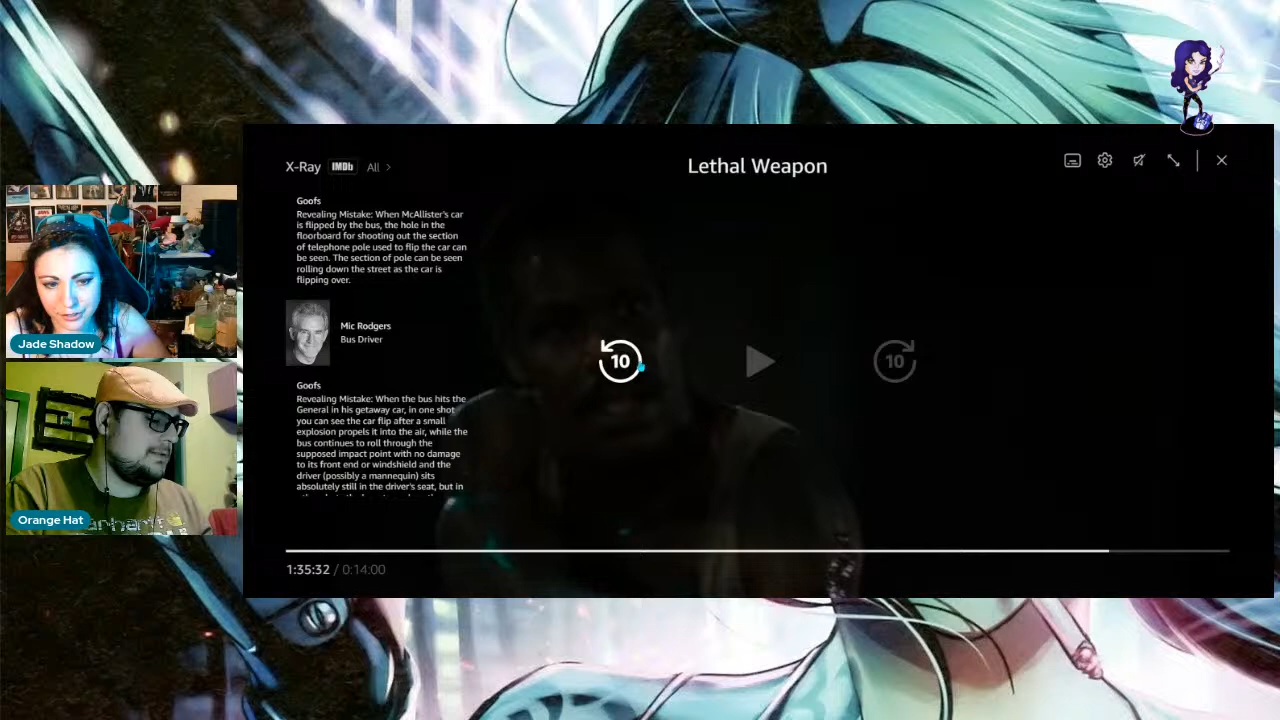 X-Ray IMDb All >
Lethal Weapon
Goofs
Revealing Mistake: When McAllister's car
is flipped by the bus, the hole in the
floorboard for shooting out the section
of telephone pole used to flip the car can
be seen. The section of pole can be seen
rolling down the street as the car is
flipping over.
Mic Rodgers
Bus Driver
Goofs
Revealing Mistake: When the bus hits the
General in his getaway car, in one shot
you can see the car flip after a small
explosion propels it into the air, while the
bus continues to roll through the
supposed impact point with no damage
to its front end or windshield and the
driver (possibly a mannequin) sits
absolutely still in the driver's seat, but in
10
10
1:35:32 / 0:14:00
Jade Shadow
Orange Hat